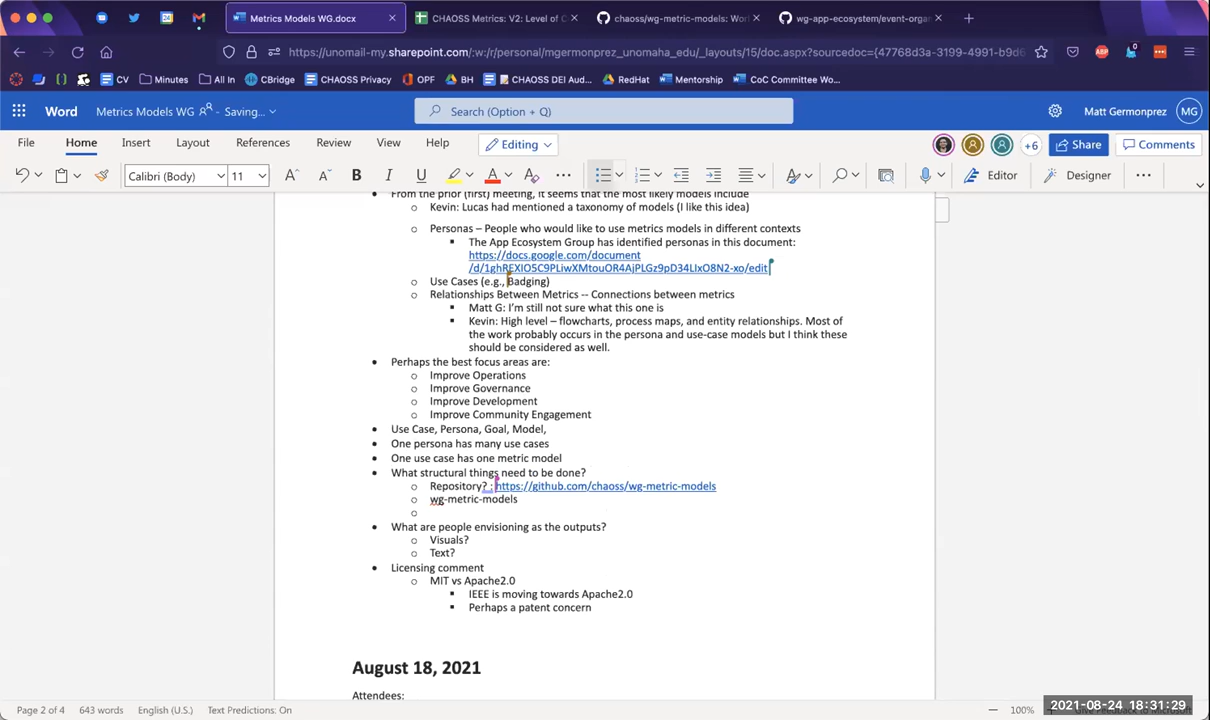 Metrics Models WG.docx
CHAOSS Metrics: V2: Level of C
chaoss/wg-metric-models: Wor
wg-app-ecosystem/event-orga
https://unomail-my.sharepoint.com/:w:/r/personal/mgermonprez_unomaha_edu/_layouts/15/doc.aspx?sourcedoc={47768d3a-3199-4991-b9d6
CV Minutes All In CBridge CHAOSS Privacy OPF BH CHAOSS DEI Aud... RedHat Mentorship CoC Committee Wo...
Word Metrics Models WG - Saving... Search (Option + Q) Matt Germonprez MG
File Home Insert Layout References Review View Help Editing +6 Share Comments
Calibri (Body) 11 A A B I U A ... Editor Designer ...
From the prior (first) meeting, it seems that the most likely models include
Kevin: Lucas had mentioned a taxonomy of models (I like this idea)
Personas – People who would like to use metrics models in different contexts
The App Ecosystem Group has identified personas in this document:
https://docs.google.com/document
/d/1ghREXIO5C9PLiwXMtouOR4AjPLGz9pD34LIxO8N2-xo/edit
Use Cases (e.g., Badging)
Relationships Between Metrics -- Connections between metrics
Matt G: I'm still not sure what this one is
Kevin: High level – flowcharts, process maps, and entity relationships. Most of
the work probably occurs in the persona and use-case models but I think these
should be considered as well.
Perhaps the best focus areas are:
Improve Operations
Improve Governance
Improve Development
Improve Community Engagement
Use Case, Persona, Goal, Model,
One persona has many use cases
One use case has one metric model
What structural things need to be done?
Repository? : https://github.com/chaoss/wg-metric-models
wg-metric-models
What are people envisioning as the outputs?
Visuals?
Text?
Licensing comment
MIT vs Apache2.0
IEEE is moving towards Apache2.0
Perhaps a patent concern
August 18, 2021
Attendees:
Page 2 of 4 643 words English (U.S.) Text Predictions: On 100%
2021-08-24 18:31:29